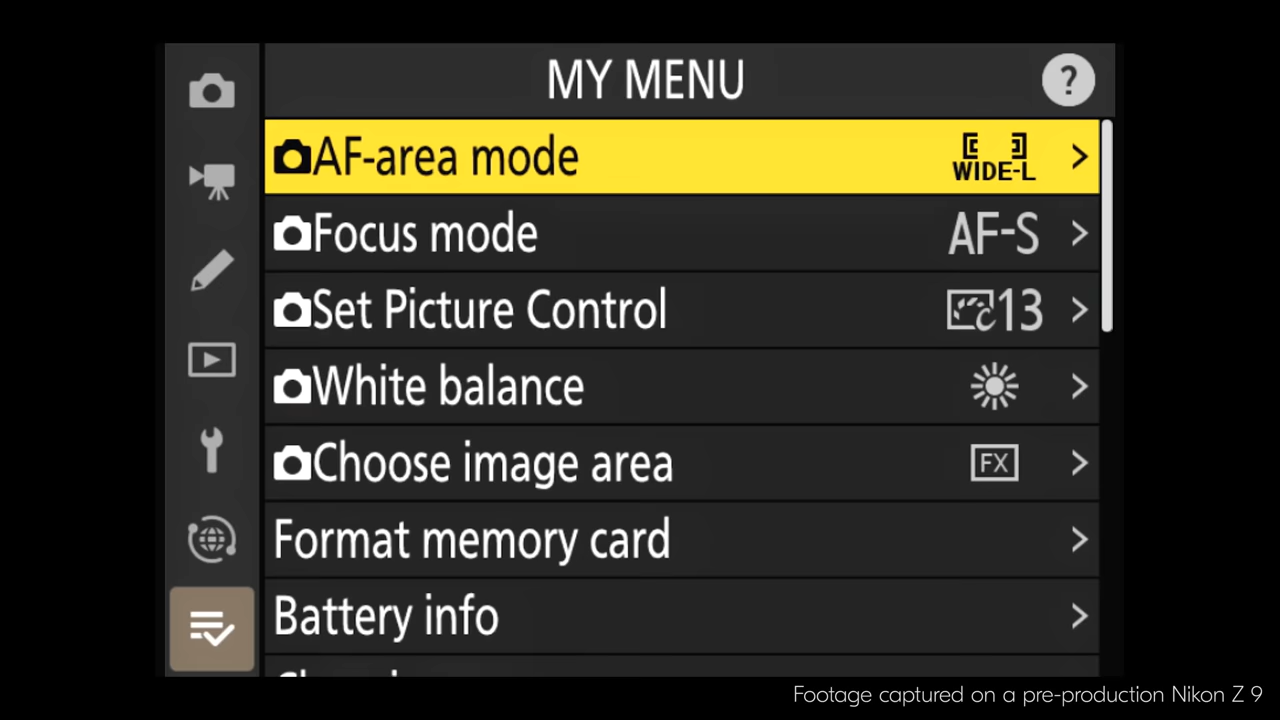 MY MENU
?
AF-area mode WIDE-L >
Focus mode AF-S >
Set Picture Control 13 >
White balance >
Choose image area FX >
Format memory card >
Battery info >
Footage captured on a pre-production Nikon Z 9